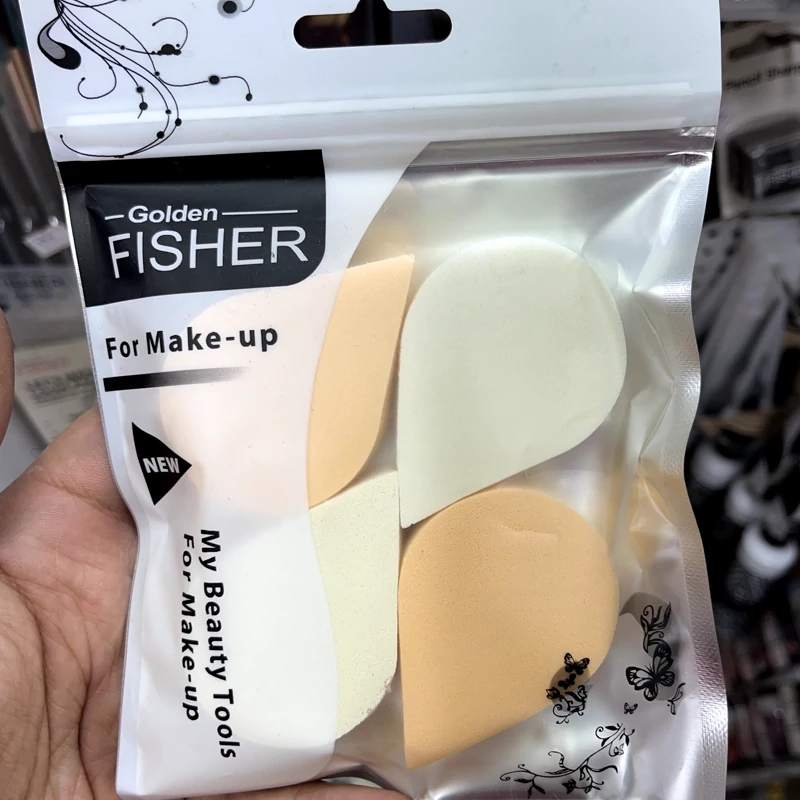 Golden
FISHER
For Make-up
NEW
My Beauty Tools
For Make-up